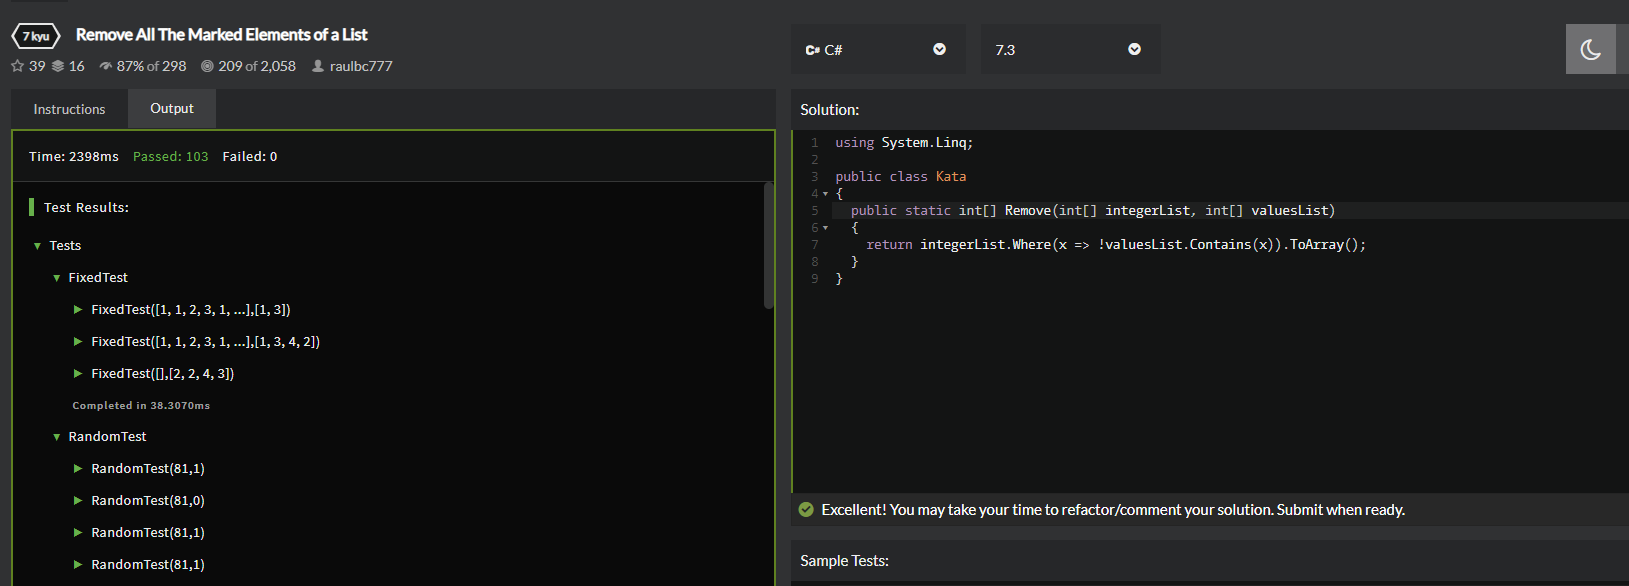 7 kyu
Remove All The Marked Elements of a List
39 16 87% of 298 209 of 2,058 raulbc777
C# C#
7.3
Instructions
Output
Time: 2398ms Passed: 103 Failed: 0
Test Results:
Tests
FixedTest
FixedTest([1, 1, 2, 3, 1, ...],[1, 3])
FixedTest([1, 1, 2, 3, 1, ...],[1, 3, 4, 2])
FixedTest([],[2, 2, 4, 3])
Completed in 38.3070ms
RandomTest
RandomTest(81,1)
RandomTest(81,0)
RandomTest(81,1)
RandomTest(81,1)
Solution:
1 using System.Linq;
2
3 public class Kata
4 {
5 public static int[] Remove(int[] integerList, int[] valuesList)
6 {
7 return integerList.Where(x => !valuesList.Contains(x)).ToArray();
8 }
9 }
Excellent! You may take your time to refactor/comment your solution. Submit when ready.
Sample Tests: